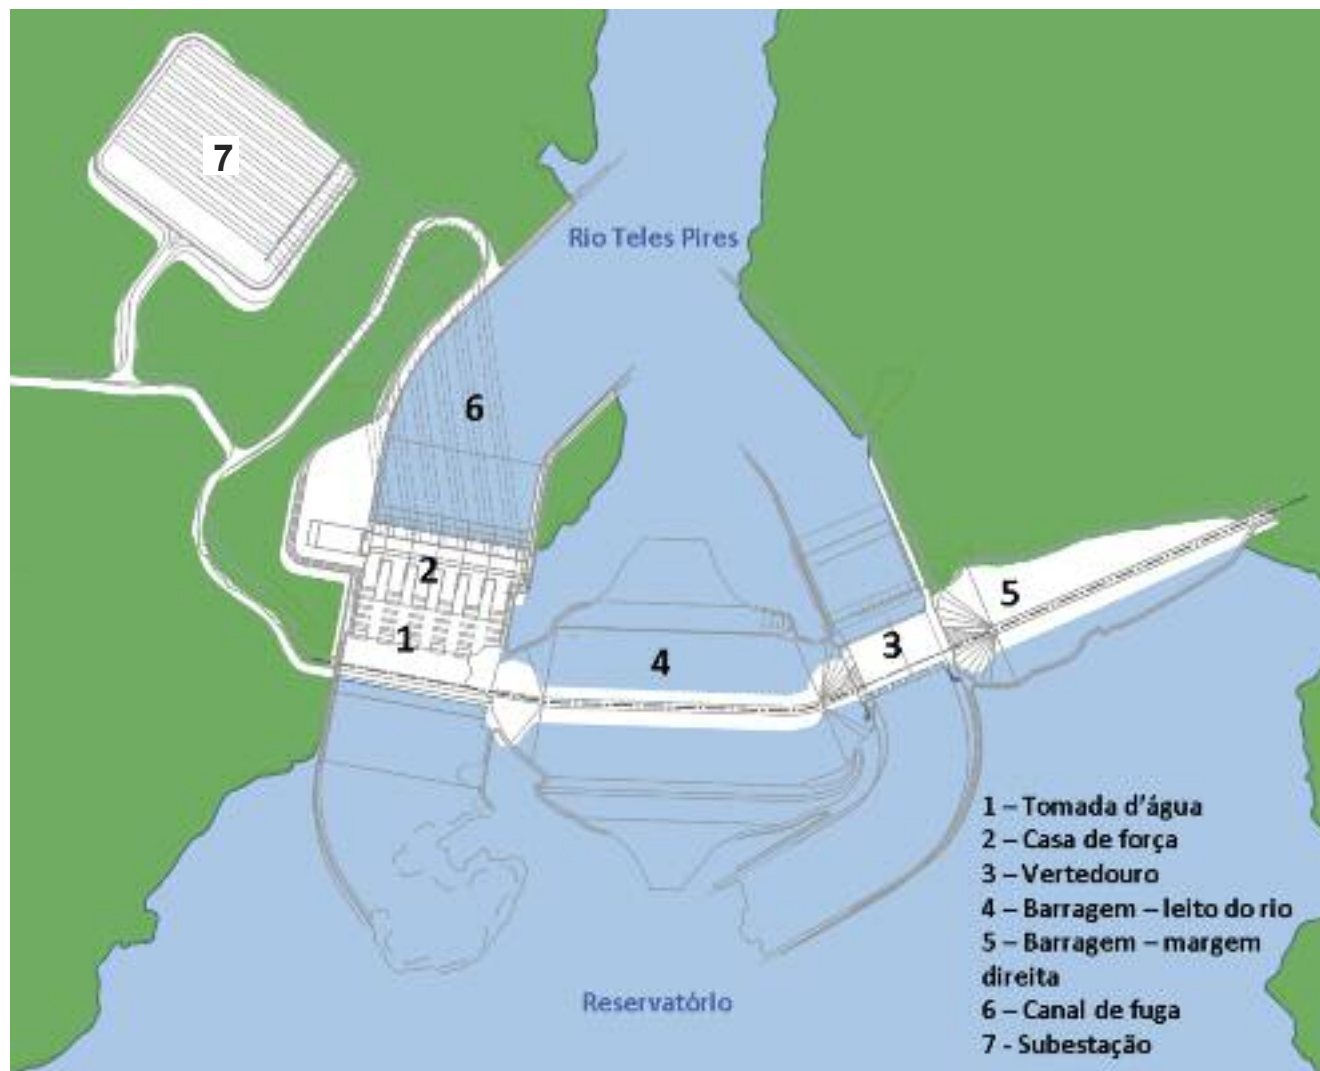 7
Rio Teles Pires
6
2
5
1
3
4
1 – Tomada d'água
2 – Casa de força
3 – Vertedouro
4 – Barragem – leito do rio
5 – Barragem – margem
direita
6 – Canal de fuga
7 - Subestação
Reservatório